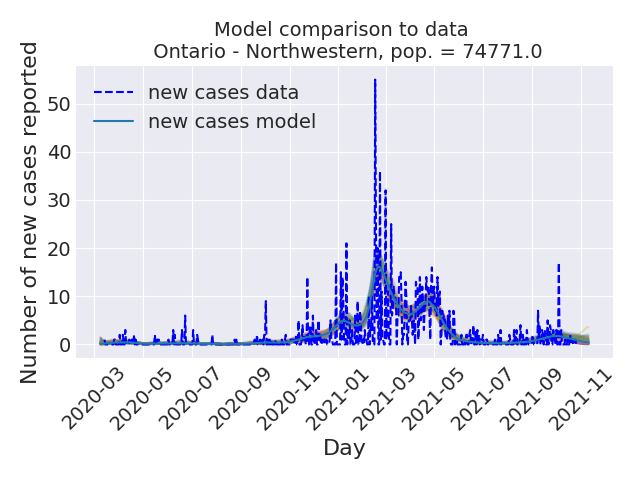 Model comparison to data
Ontario - Northwestern, pop. = 74771.0
Number of new cases reported
50
40
30
20
10
0
new cases data
new cases model
2020-03
2020-05
2020-07
2020-09
2020-11
2021-01
2021-03
2021-05
2021-07
2021-09
2021-11
Day